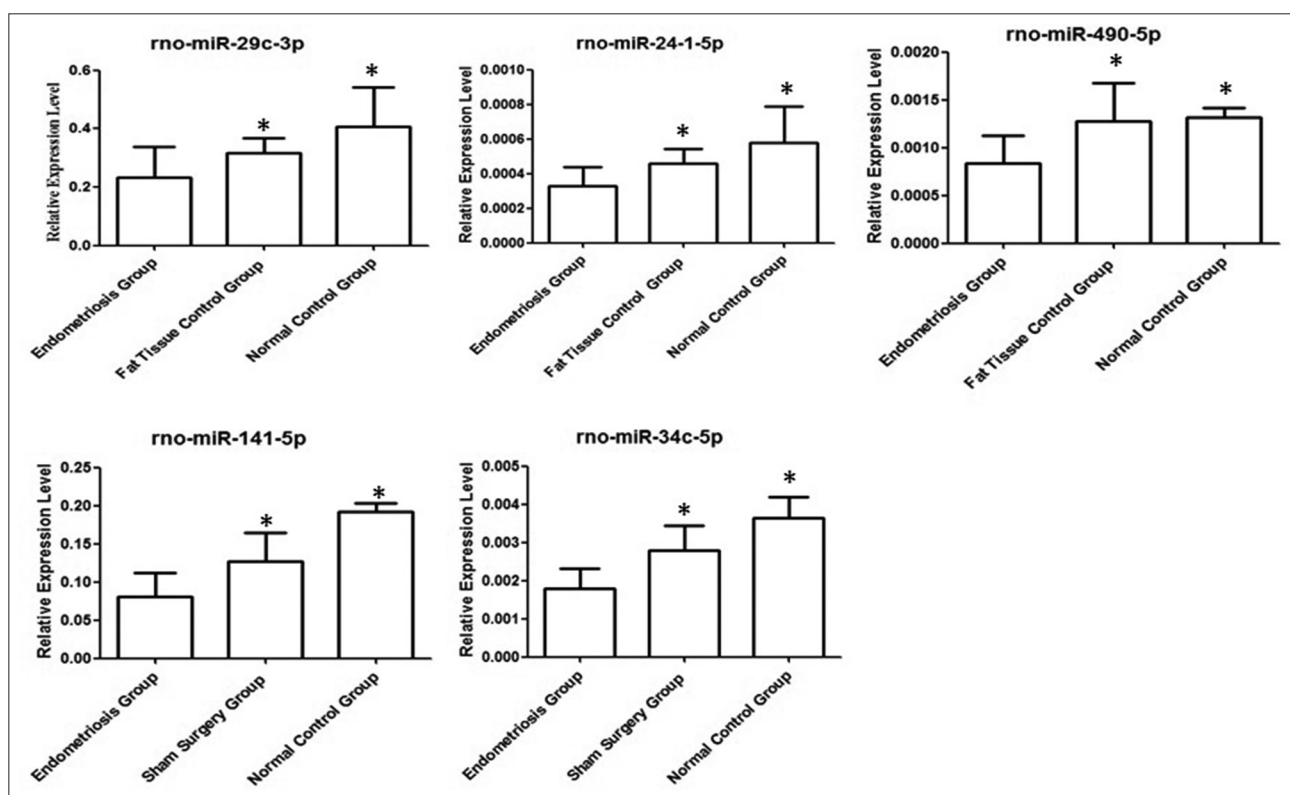 rno-miR-29c-3p
Relative Expression Level
0.6
0.4
0.2
0.0
*
*
Endometriosis Group
Fat Tissue Control Group
Normal Control Group
rno-miR-24-1-5p
Relative Expression Level
0.0010
0.0008
0.0006
0.0004
0.0002
0.0000
*
*
Endometriosis Group
Fat Tissue Control Group
Normal Control Group
rno-miR-490-5p
Relative Expression Level
0.0020
0.0015
0.0010
0.0005
0.0000
*
*
Endometriosis Group
Fat Tissue Control Group
Normal Control Group
rno-miR-141-5p
Relative Expression Level
0.25
0.20
0.15
0.10
0.05
0.00
*
*
Endometriosis Group
Sham Surgery Group
Normal Control Group
rno-miR-34c-5p
Relative Expression Level
0.005
0.004
0.003
0.002
0.001
0.000
*
*
Endometriosis Group
Sham Surgery Group
Normal Control Group